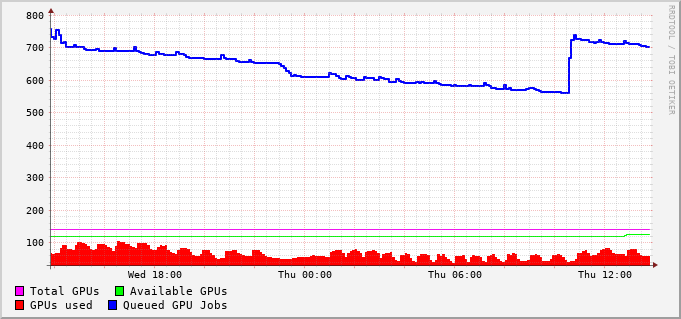 800
700
600
500
400
300
200
100
Wed 18:00 Thu 00:00 Thu 06:00 Thu 12:00
Total GPUs Available GPUs
GPUs used Queued GPU Jobs
RRDTOOL / TOBI OETIKER